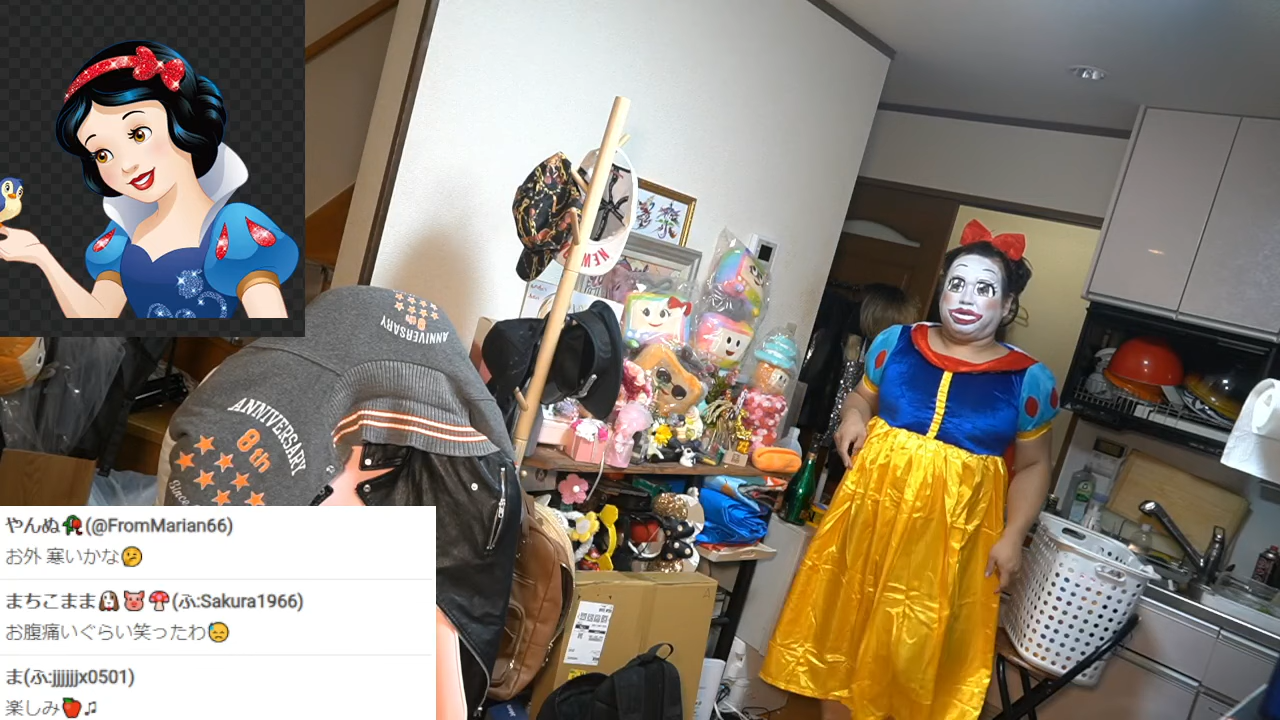 NEW
ANNIVERSARY
8th
ANNIVERSARY
8th
Since
やんぬ🥀(@FromMarian66)
お外 寒いかな🫤
まちこまま🐶🐷🍄(ふ:Sakura1966)
お腹痛いぐらい笑ったわ😓
ま(ふ:jjjjjjx0501)
楽しみ🍎♫